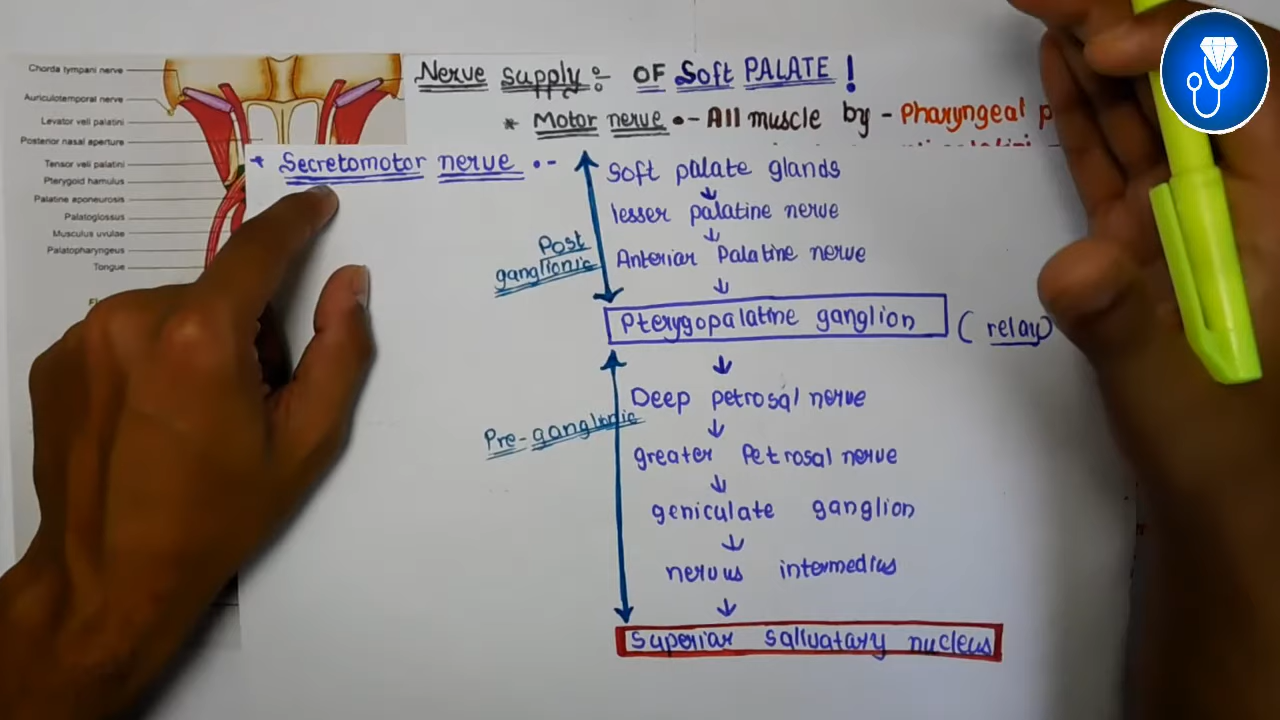 Chorda tympani nerve
Auriculotemporal nerve
Levator veli palatini
Posterior nasal aperture
Tensor veli palatini
Pterygoid hamulus
Palatine aponeurosis
Palatoglossus
Musculus uvulae
Palatopharyngeus
Tongue
Nerve supply :- OF Soft PALATE !
* Motor nerve •- All muscle by - Pharyngeal p
* Secretomotor nerve •-
Soft palate glands
↓
lesser palatine nerve
↓
Anterior Palatine nerve
↓
Post
ganglionic
Pterygopalatine ganglion (relay)
↓
Deep petrosal nerve
↓
Pre-ganglionic
greater Petrosal nerve
↓
geniculate ganglion
↓
nervus intermedius
↓
Superior salivatary nucleus